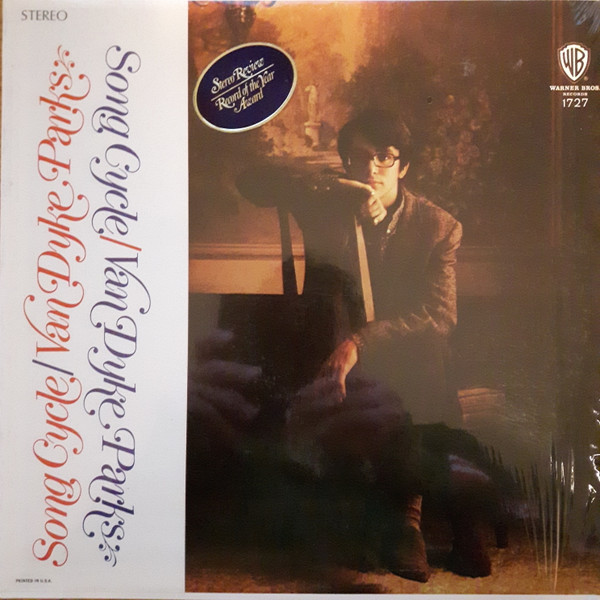 STEREO
Song Cycle/Van Dyke Parks
Song Cycle/Van Dyke Parks
Stereo Review
Record of the Year
Award
WB
WARNER BROS.
RECORDS
1727
PRINTED IN U.S.A.